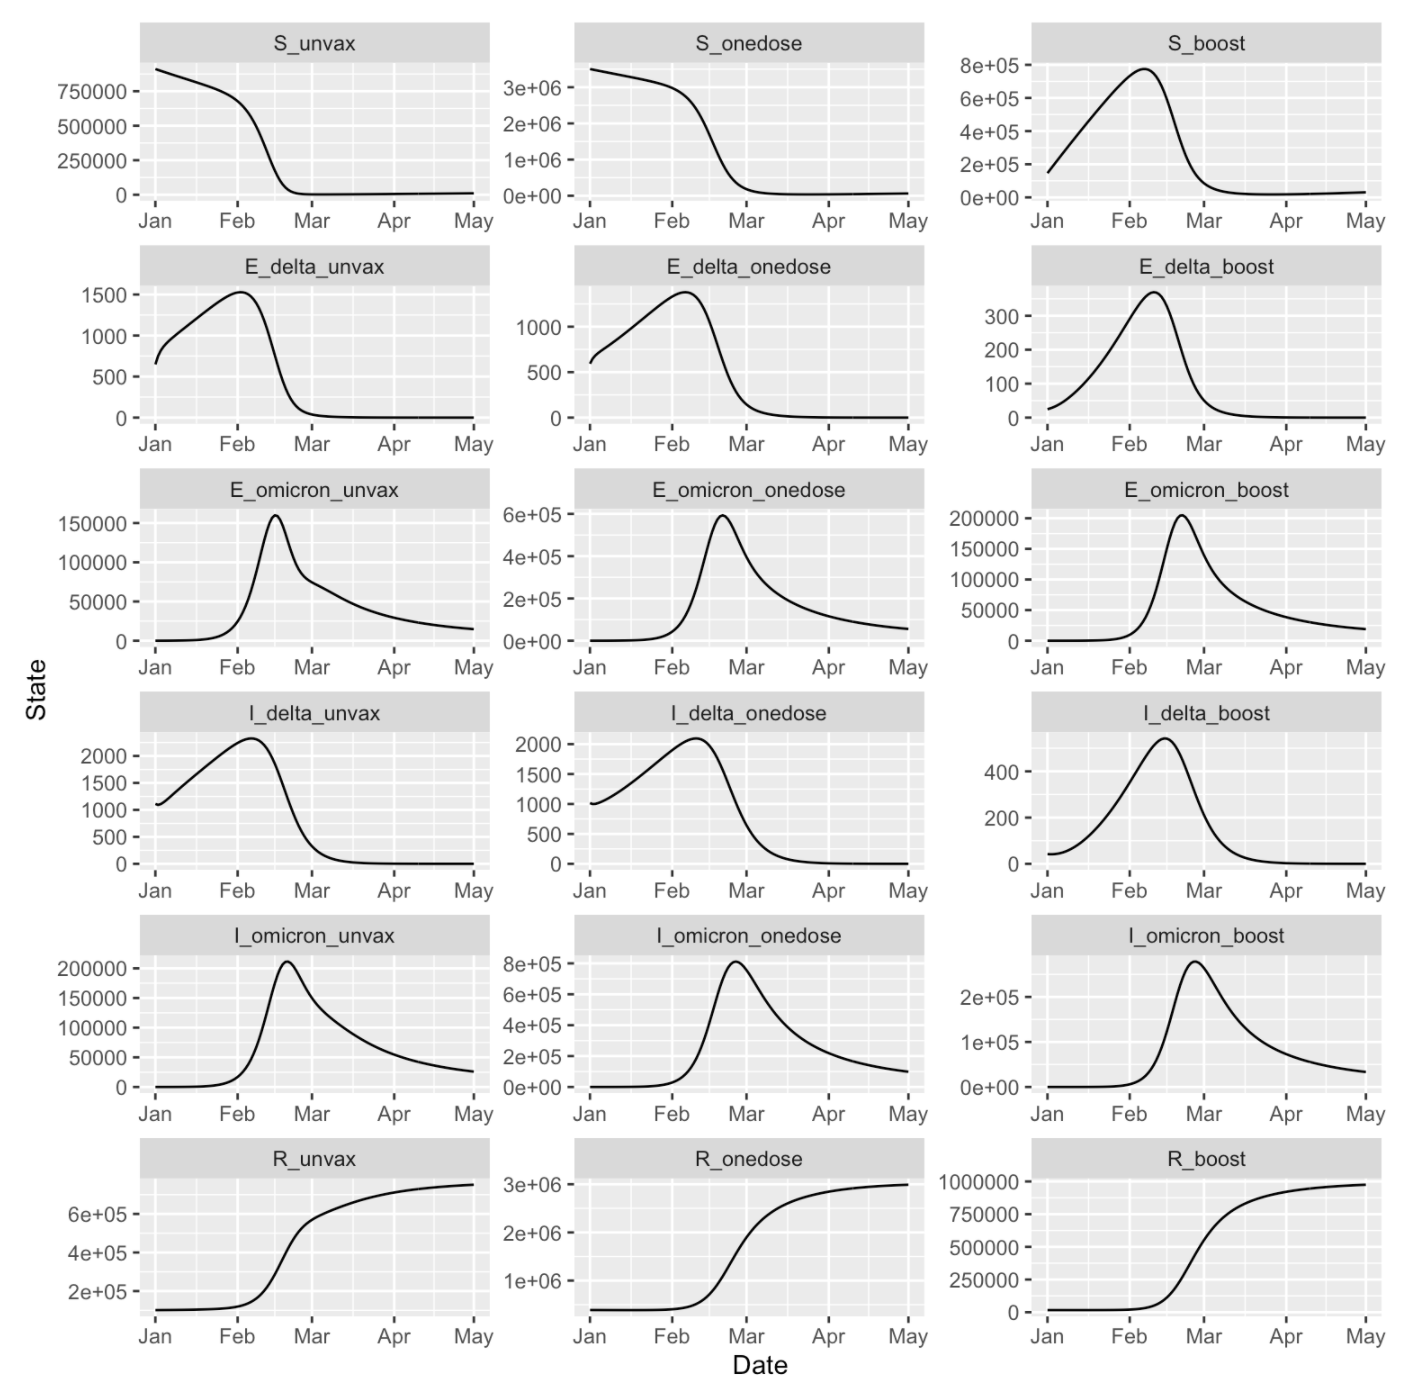 S_unvax S_onedose S_boost
750000 3e+06 8e+05
500000 2e+06 6e+05
250000 1e+06 4e+05
0 0e+00 2e+05
0e+00
Jan Feb Mar Apr May Jan Feb Mar Apr May Jan Feb Mar Apr May
E_delta_unvax E_delta_onedose E_delta_boost
1500 1000 300
1000 500 200
500 0 100
0 0
Jan Feb Mar Apr May Jan Feb Mar Apr May Jan Feb Mar Apr May
E_omicron_unvax E_omicron_onedose E_omicron_boost
150000 6e+05 200000
100000 4e+05 150000
50000 2e+05 100000
0 0e+00 50000
0
Jan Feb Mar Apr May Jan Feb Mar Apr May Jan Feb Mar Apr May
State
I_delta_unvax I_delta_onedose I_delta_boost
2000 2000 400
1500 1500 200
1000 1000 0
500 500
0 0
Jan Feb Mar Apr May Jan Feb Mar Apr May Jan Feb Mar Apr May
I_omicron_unvax I_omicron_onedose I_omicron_boost
200000 8e+05 2e+05
150000 6e+05 1e+05
100000 4e+05 0e+00
50000 2e+05
0 0e+00
Jan Feb Mar Apr May Jan Feb Mar Apr May Jan Feb Mar Apr May
R_unvax R_onedose R_boost
6e+05 3e+06 1000000
4e+05 2e+06 750000
2e+05 1e+06 500000
250000
0
Jan Feb Mar Apr May Jan Feb Mar Apr May Jan Feb Mar Apr May
Date